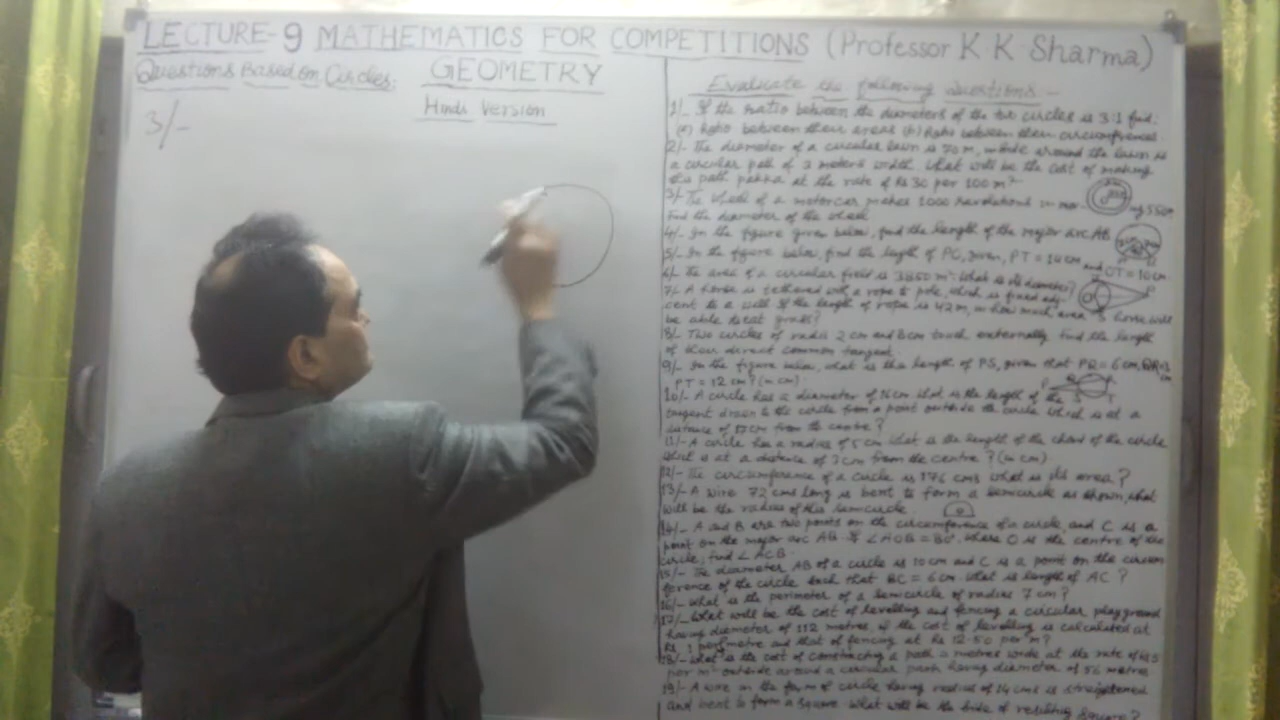 LECTURE-9 MATHEMATICS FOR COMPETITIONS (Professor K K Sharma)
Questions Based on Circles:
GEOMETRY
Hindi Version
3/-
Evaluate the following Questions:-
1/- If the ratio between the diameters of the two circles is 3:1 find:
(a) Ratio between their areas (b) Ratio between their circumferences.
2/- The diameter of a circular lawn is 70 m, outside around the lawn is
a circular path of 3 meters width. What will be the cost of making
this path pakka at the rate of Rs 30 per 100 m²
3/- The wheel of a motorcar makes 1000 revolutions in
Find the diameter of the wheel
4/- In the figure given below, find the length of the major arc AB
5/- In the figure below, find the length of PC, given, PT = 14 cm and OT = 10 cm
6/- The area of a circular field is 3850 m². What is its diameter?
7/- A horse is tethered with a rope to pole, which is fixed adja-
cent to a wall. If the length of rope is 42 m, in how much area horse will
be able to eat grass?
8/- Two circles of radii 2 cm and 8 cm touch externally find the length
of their direct common tangent.
9/- In the figure below, what is the length of PS, given that PQ = 6 cm,
PT = 12 cm? (in cm)
10/- A circle has a diameter of 16 cm what is the length of the
tangent drawn to the circle from a point outside the circle which is at a
distance of 17 cm from the centre?
11/- A circle has a radius of 5 cm what is the length of the chord of the circle
which is at a distance of 3 cm from the centre? (in cm)
12/- The circumference of a circle is 176 cms what is its area?
13/- A wire 72 cms long is bent to form a semicircle as shown, what
will be the radius of this semicircle.
14/- A and B are two points on the circumference of a circle, and C is a
point on the major arc AB. If ∠AOB = 80°, where O is the centre of the
circle; find ∠ACB.
15/- The diameter AB of a circle is 10 cm and C is a point on the circum
ference of the circle such that BC = 6 cm. What is length of AC?
16/- What is the perimeter of a semicircle of radius 7 cm?
17/- What will be the cost of levelling and fencing a circular playground
having diameter of 112 metres, if the cost of levelling is calculated at
and that of fencing at Rs 12.50 per m?
18/- What is the cost of constructing a path metres wide at the rate of
per m² outside around a circular park having diameter of 56 metres
19/- A wire in the form of circle having radius of 14 cms is straightened
and bent to form a square. What will be the side of resulting square?